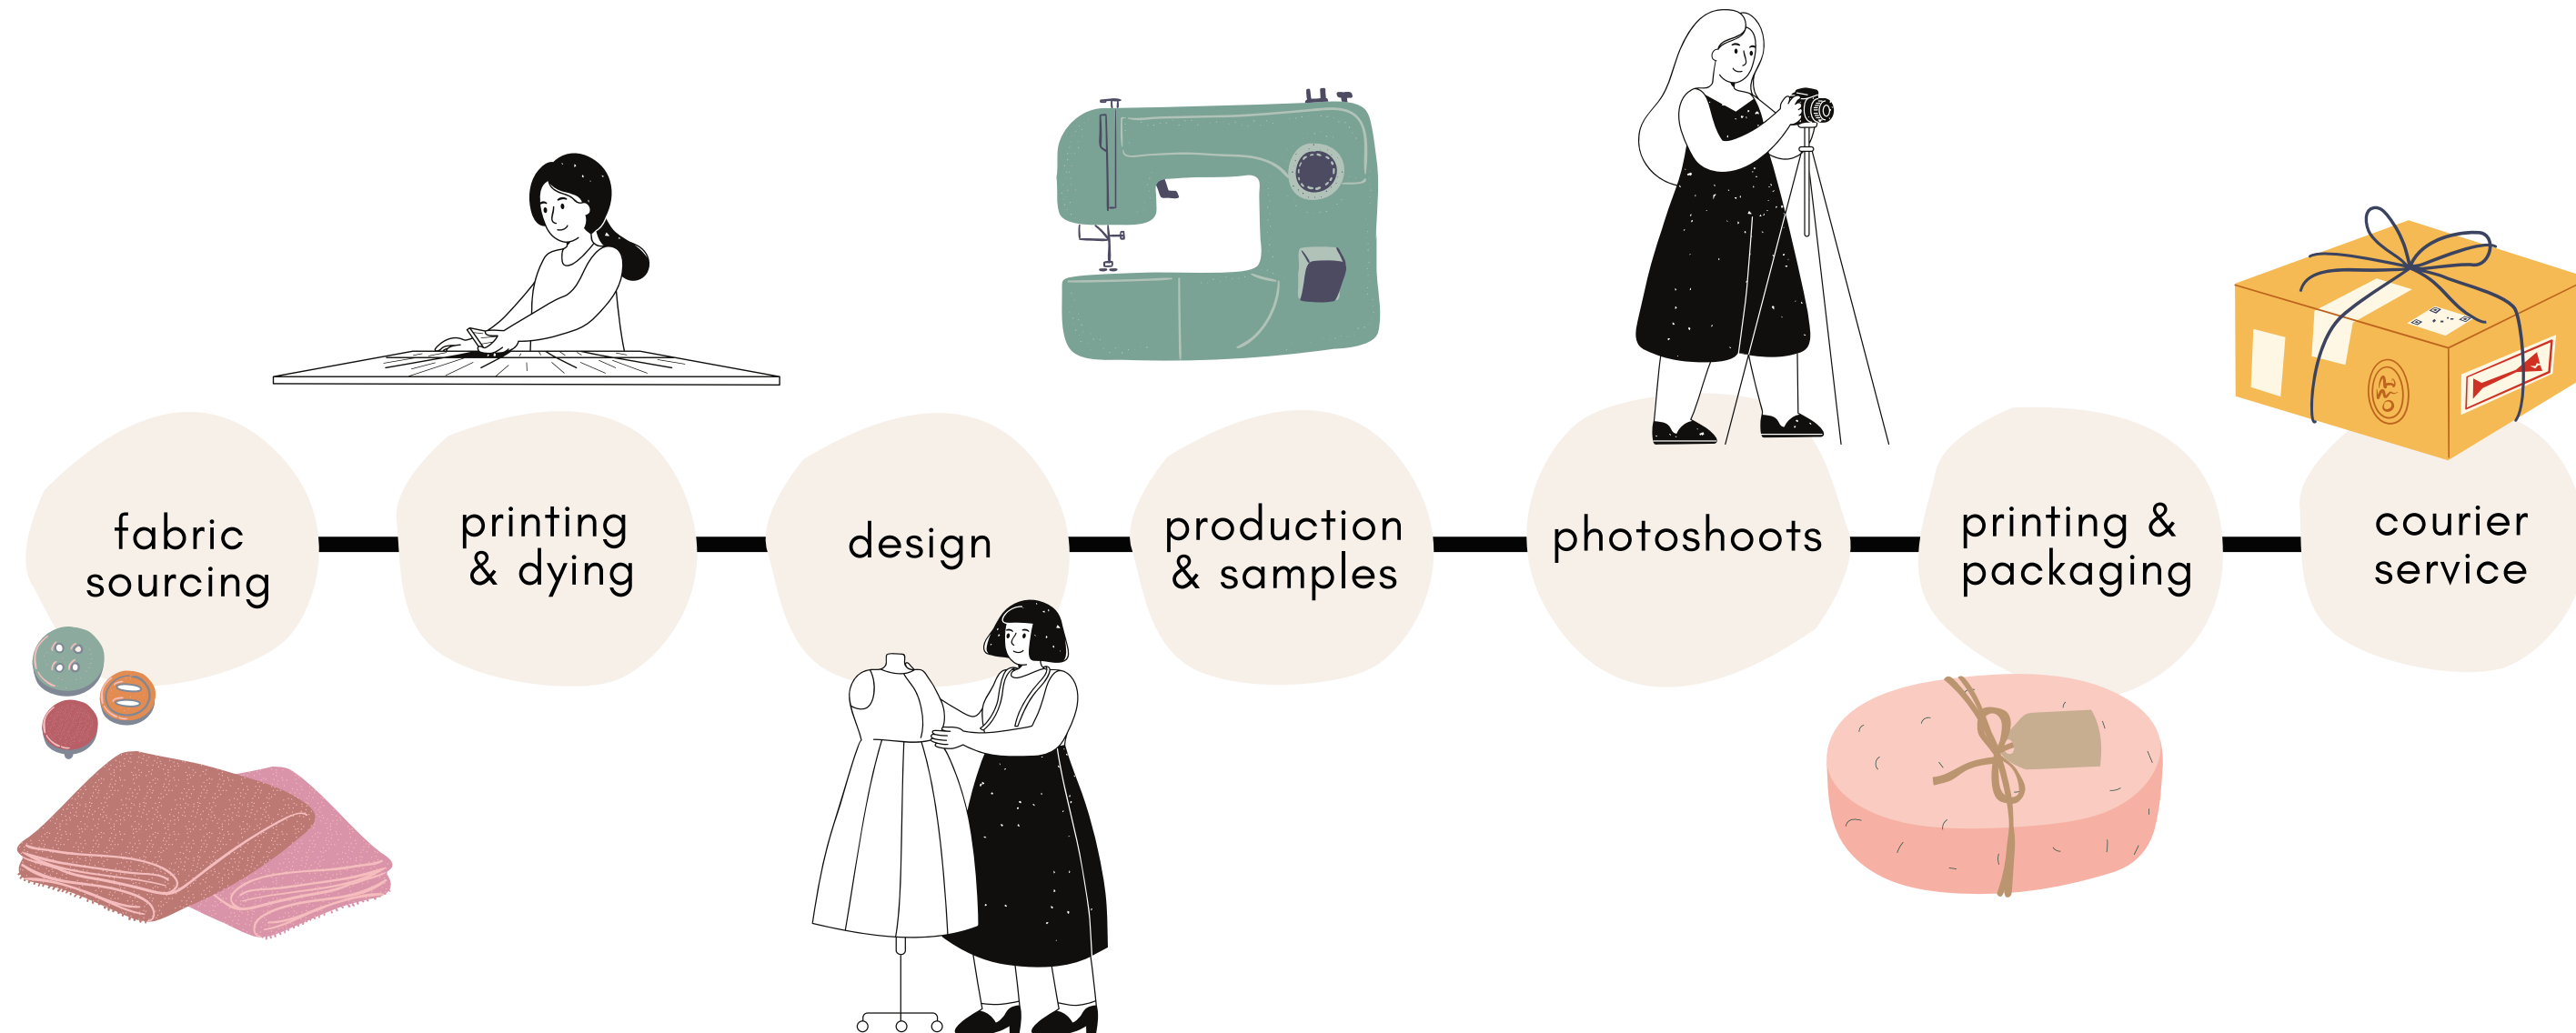 fabric
sourcing
printing
& dying
design
production
& samples
photoshoots
printing &
packaging
courier
service